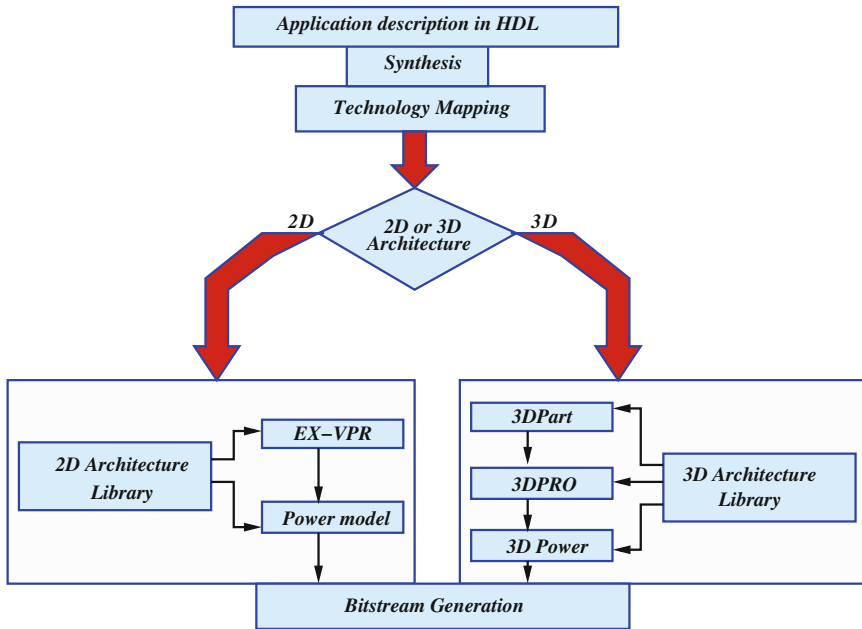 Application description in HDL
Synthesis
Technology Mapping
2D
2D or 3D
Architecture
3D
2D Architecture
Library
EX−VPR
Power model
3DPart
3DPRO
3D Power
3D Architecture
Library
Bitstream Generation